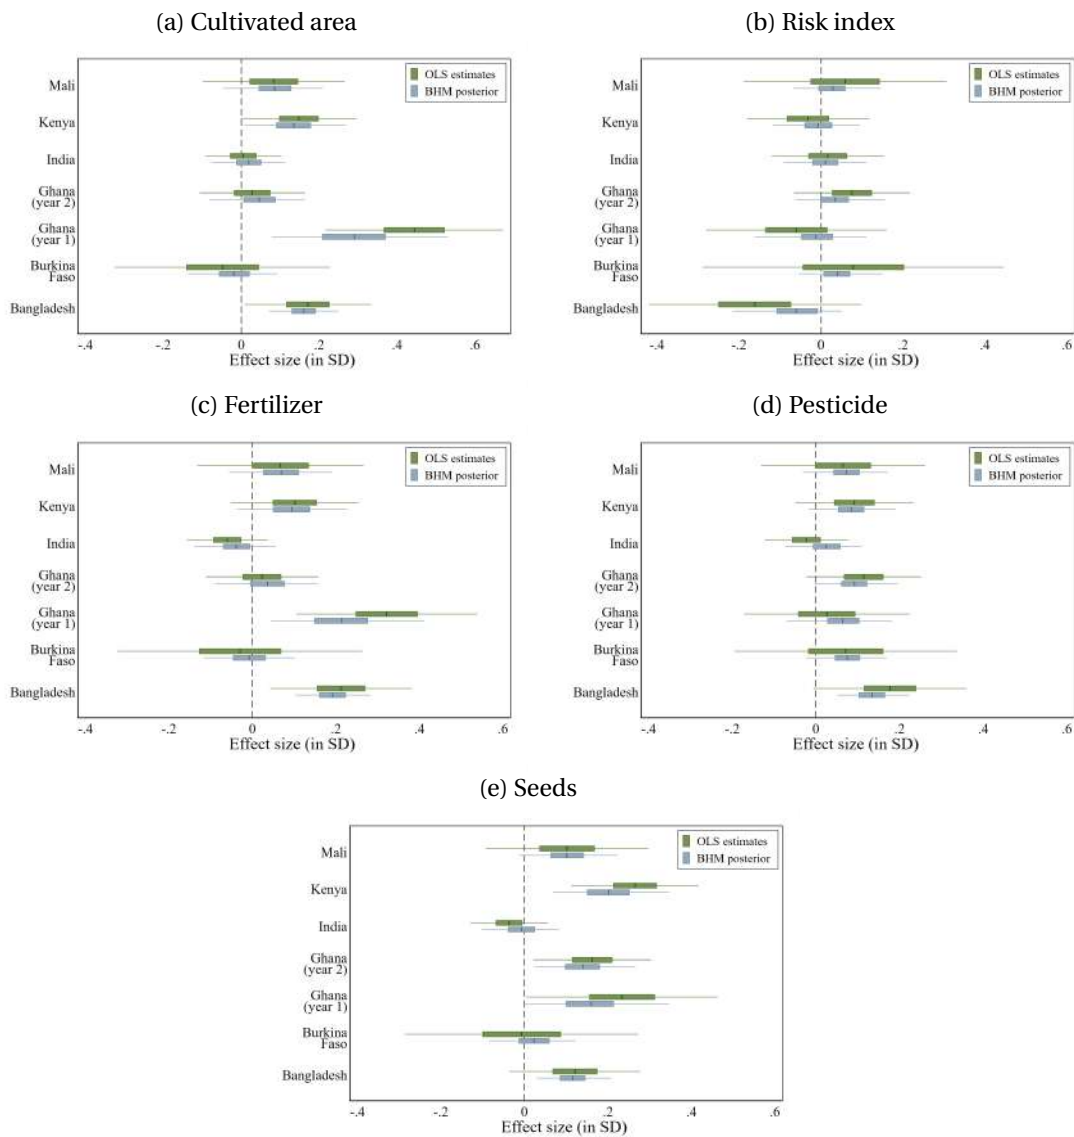 (a) Cultivated area
OLS estimates
BHM posterior
Mali
Kenya
India
Ghana
(year 2)
Ghana
(year 1)
Burkina
Faso
Bangladesh
-.4 -.2 0 .2 .4 .6
Effect size (in SD)
(b) Risk index
OLS estimates
BHM posterior
Mali
Kenya
India
Ghana
(year 2)
Ghana
(year 1)
Burkina
Faso
Bangladesh
-.4 -.2 0 .2 .4 .6
Effect size (in SD)
(c) Fertilizer
OLS estimates
BHM posterior
Mali
Kenya
India
Ghana
(year 2)
Ghana
(year 1)
Burkina
Faso
Bangladesh
-.4 -.2 0 .2 .4 .6
Effect size (in SD)
(d) Pesticide
OLS estimates
BHM posterior
Mali
Kenya
India
Ghana
(year 2)
Ghana
(year 1)
Burkina
Faso
Bangladesh
-.4 -.2 0 .2 .4 .6
Effect size (in SD)
(e) Seeds
OLS estimates
BHM posterior
Mali
Kenya
India
Ghana
(year 2)
Ghana
(year 1)
Burkina
Faso
Bangladesh
-.4 -.2 0 .2 .4 .6
Effect size (in SD)